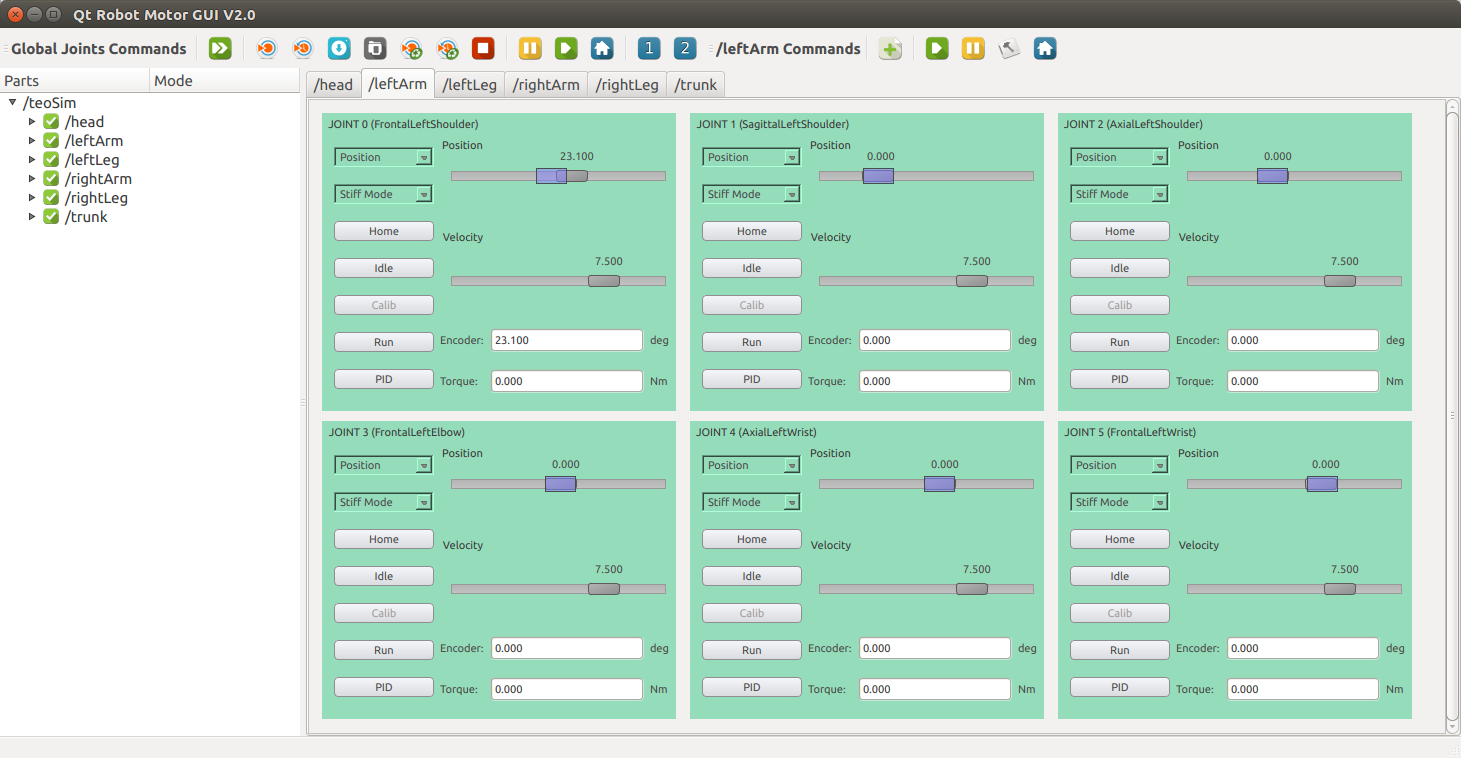 Qt Robot Motor GUI V2.0
Global Joints Commands 1 2 /leftArm Commands
Parts Mode
/teoSim
/head
/leftArm
/leftLeg
/rightArm
/rightLeg
/trunk
/head /leftArm /leftLeg /rightArm /rightLeg /trunk
JOINT 0 (FrontalLeftShoulder)
Position
Position
23.100
Stiff Mode
Home
Velocity
Idle
7.500
Calib
Run
Encoder: 23.100 deg
PID
Torque: 0.000 Nm
JOINT 1 (SagittalLeftShoulder)
Position
Position
0.000
Stiff Mode
Home
Velocity
Idle
7.500
Calib
Run
Encoder: 0.000 deg
PID
Torque: 0.000 Nm
JOINT 2 (AxialLeftShoulder)
Position
Position
0.000
Stiff Mode
Home
Velocity
Idle
7.500
Calib
Run
Encoder: 0.000 deg
PID
Torque: 0.000 Nm
JOINT 3 (FrontalLeftElbow)
Position
Position
0.000
Stiff Mode
Home
Velocity
Idle
7.500
Calib
Run
Encoder: 0.000 deg
PID
Torque: 0.000 Nm
JOINT 4 (AxialLeftWrist)
Position
Position
0.000
Stiff Mode
Home
Velocity
Idle
7.500
Calib
Run
Encoder: 0.000 deg
PID
Torque: 0.000 Nm
JOINT 5 (FrontalLeftWrist)
Position
Position
0.000
Stiff Mode
Home
Velocity
Idle
7.500
Calib
Run
Encoder: 0.000 deg
PID
Torque: 0.000 Nm